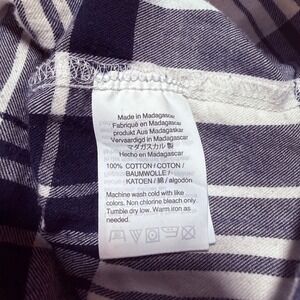 Made in Madagascar
Fabriqué en Madagascar
produkt Aus Madagaskar
Vervaardigd in Madagascar
マダガスカル 製
Hecho en Madagascar
100% COTTON / COTON /
BAUMWOLLE /
KATOEN / 綿 / algodón
Machine wash cold with like
colors. Non chlorine bleach only.
Tumble dry low. Warm iron as
needed.